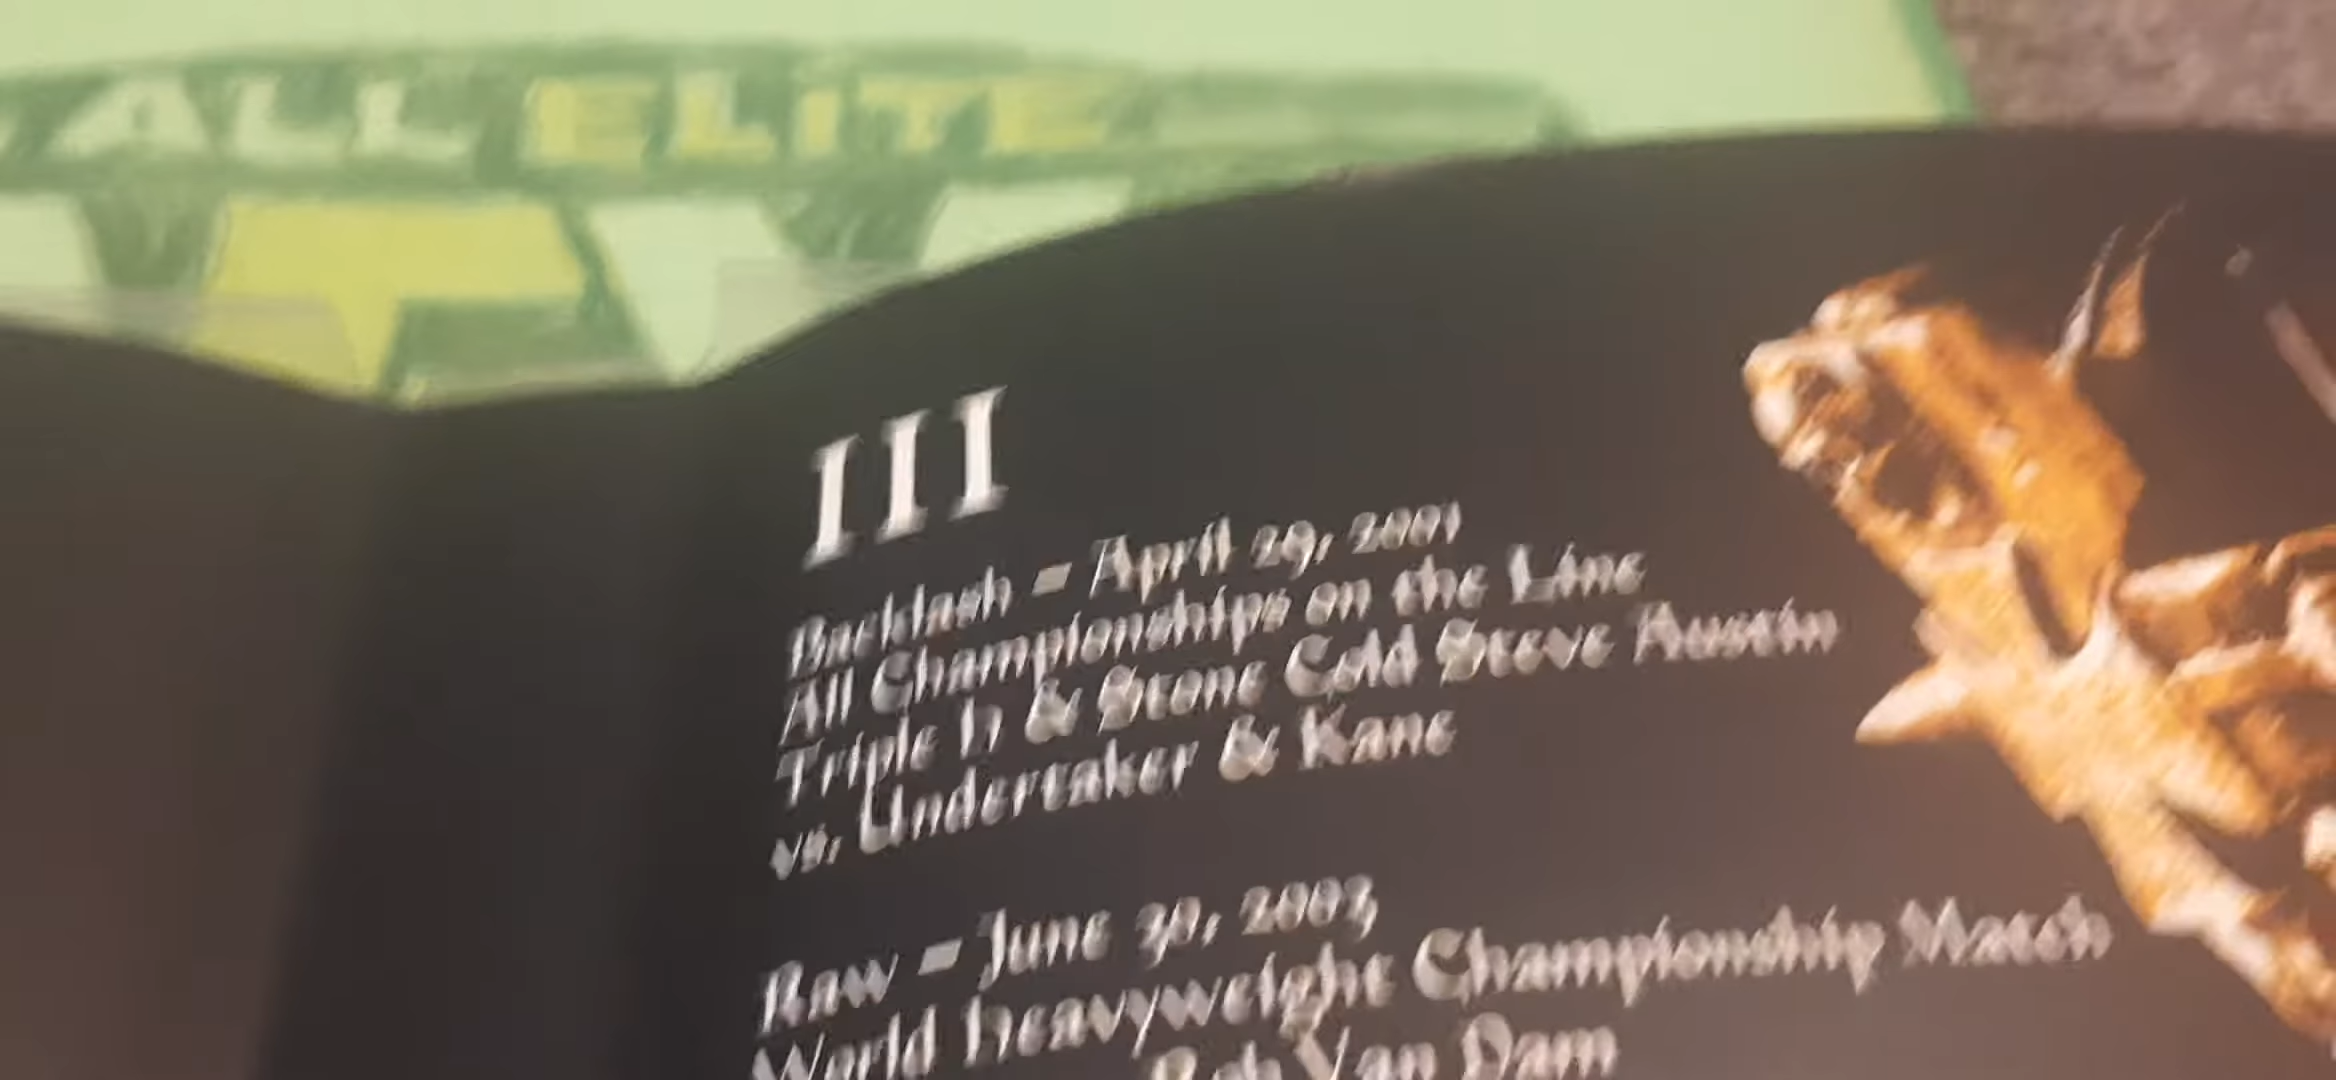 ALL ELITE
III
Backlash - April 29, 2001
All Championships on the Line
Triple H & Stone Cold Steve Austin
vs. Undertaker & Kane
Raw - June 30, 2003
World Heavyweight Championship Match
Rob Van Dam